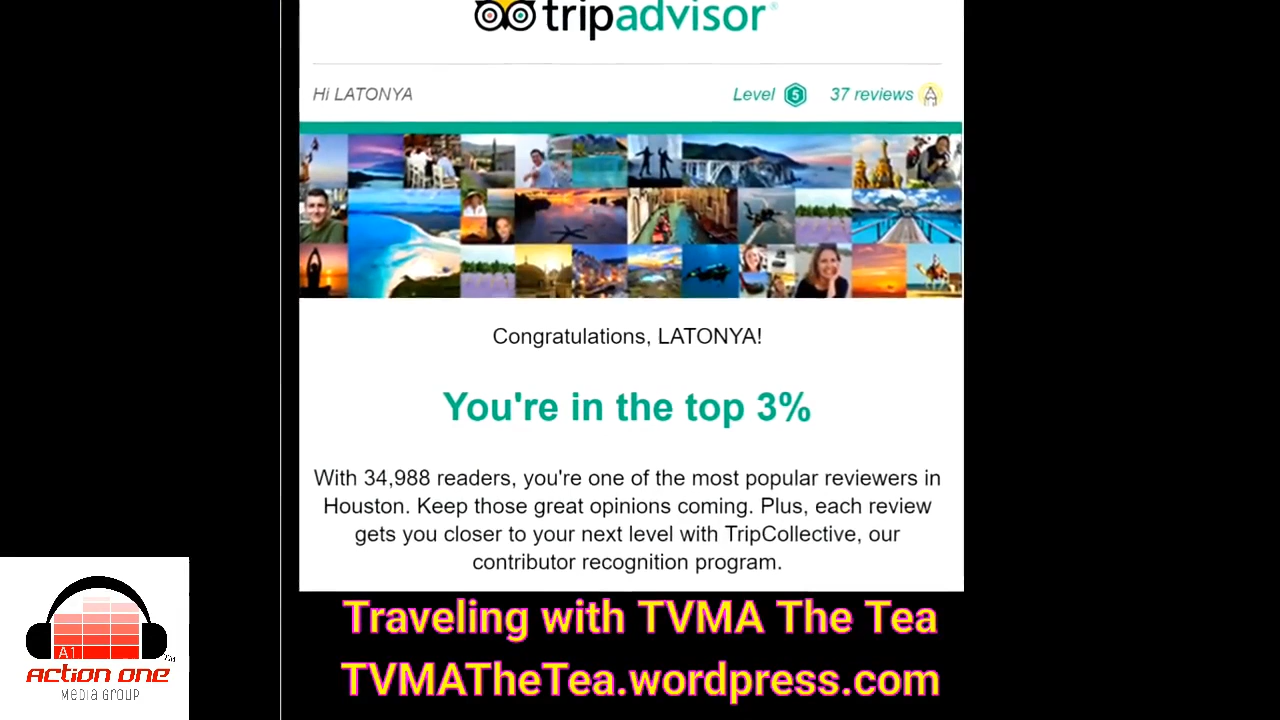 tripadvisor®
Hi LATONYA
Level 5 37 reviews
Congratulations, LATONYA!
You're in the top 3%
With 34,988 readers, you're one of the most popular reviewers in
Houston. Keep those great opinions coming. Plus, each review
gets you closer to your next level with TripCollective, our
contributor recognition program.
Traveling with TVMA The Tea
TVMATheTea.wordpress.com
A1
ACTION ONE
MEDIA GROUP